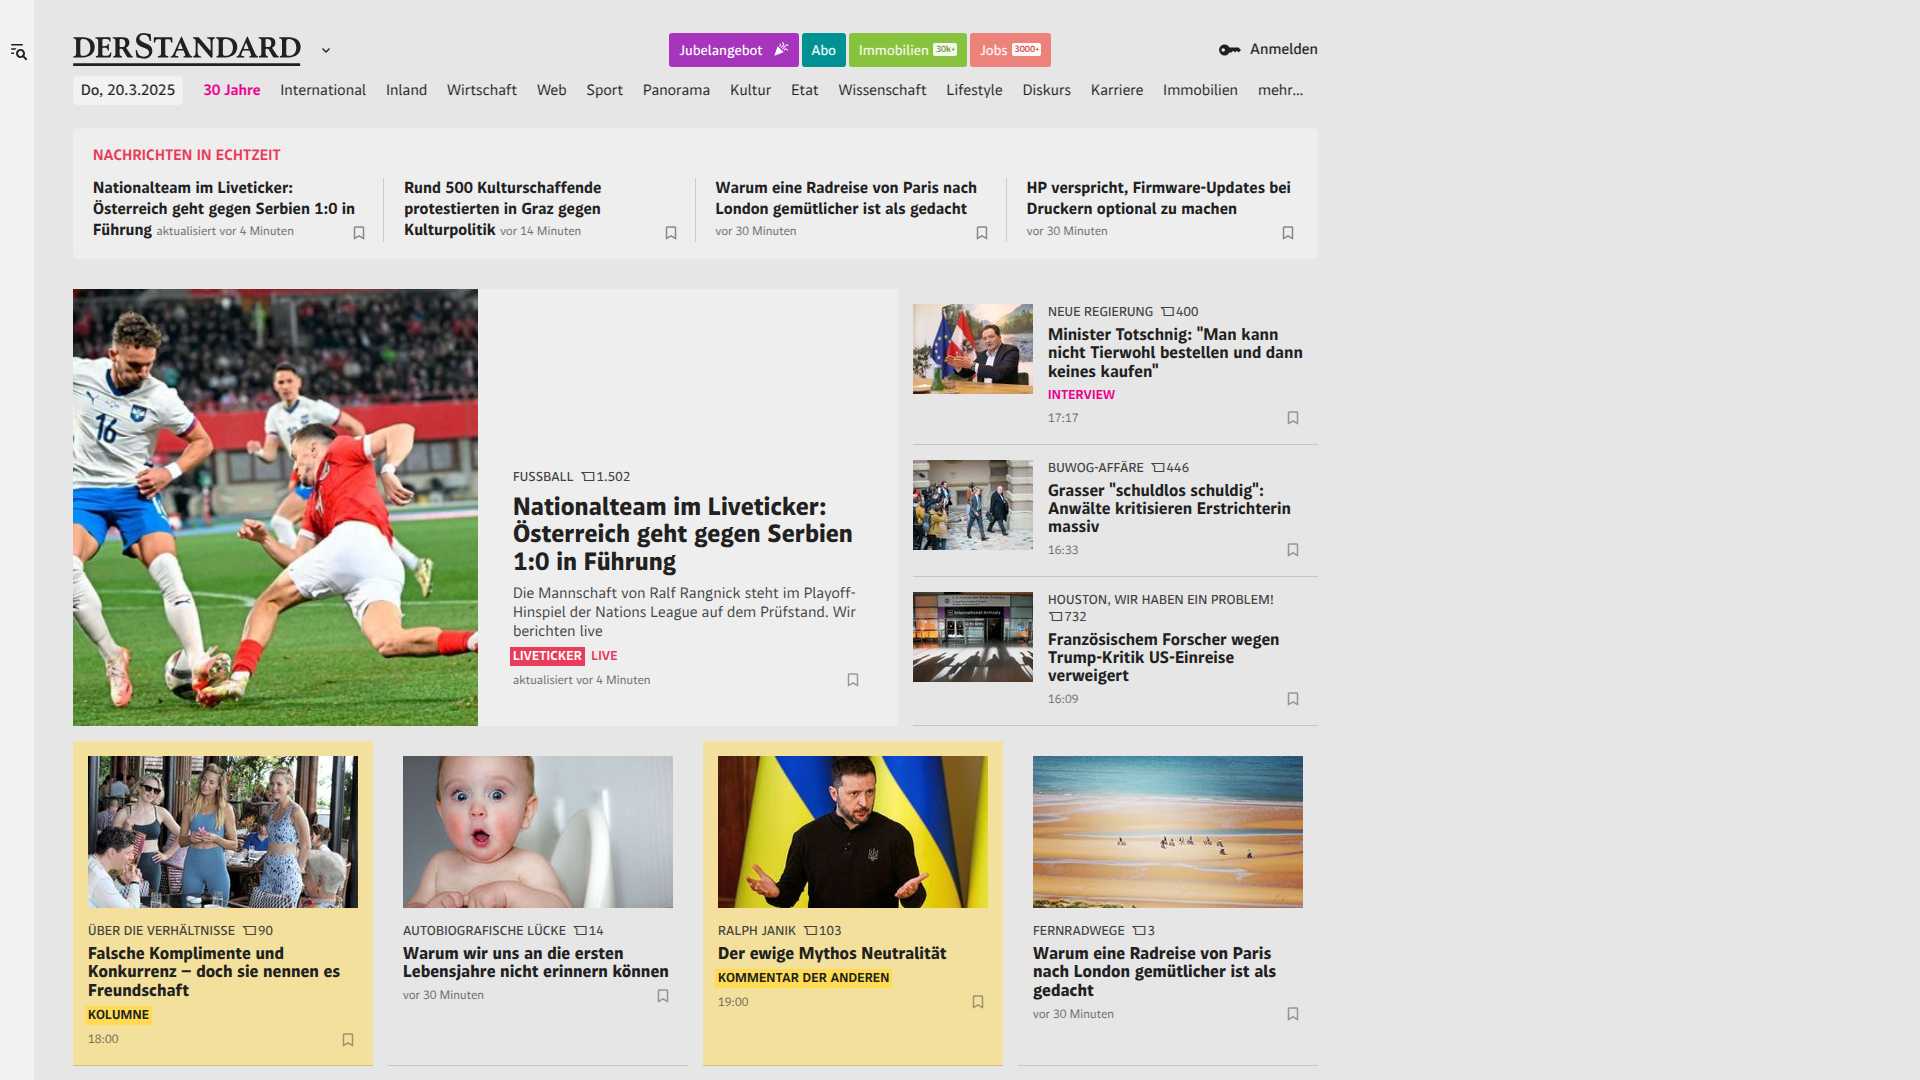 DERSTANDARD
Jubelangebot
Abo
Immobilien 30k+
Jobs 3000+
Anmelden
Do, 20.3.2025
30 Jahre
International
Inland
Wirtschaft
Web
Sport
Panorama
Kultur
Etat
Wissenschaft
Lifestyle
Diskurs
Karriere
Immobilien
mehr...
NACHRICHTEN IN ECHTZEIT
Nationalteam im Liveticker:
Österreich geht gegen Serbien 1:0 in
Führung aktualisiert vor 4 Minuten
Rund 500 Kulturschaffende
protestierten in Graz gegen
Kulturpolitik vor 14 Minuten
Warum eine Radreise von Paris nach
London gemütlicher ist als gedacht
vor 30 Minuten
HP verspricht, Firmware-Updates bei
Druckern optional zu machen
vor 30 Minuten
16
FUSSBALL 1.502
Nationalteam im Liveticker:
Österreich geht gegen Serbien
1:0 in Führung
Die Mannschaft von Ralf Rangnick steht im Playoff-
Hinspiel der Nations League auf dem Prüfstand. Wir
berichten live
LIVETICKER LIVE
aktualisiert vor 4 Minuten
NEUE REGIERUNG 400
Minister Totschnig: "Man kann
nicht Tierwohl bestellen und dann
keines kaufen"
INTERVIEW
17:17
BUWOG-AFFÄRE 446
Grasser "schuldlos schuldig":
Anwälte kritisieren Erstrichterin
massiv
16:33
HOUSTON, WIR HABEN EIN PROBLEM!
732
Französischem Forscher wegen
Trump-Kritik US-Einreise
verweigert
16:09
ÜBER DIE VERHÄLTNISSE 90
Falsche Komplimente und
Konkurrenz – doch sie nennen es
Freundschaft
KOLUMNE
18:00
AUTOBIOGRAFISCHE LÜCKE 14
Warum wir uns an die ersten
Lebensjahre nicht erinnern können
vor 30 Minuten
RALPH JANIK 103
Der ewige Mythos Neutralität
KOMMENTAR DER ANDEREN
19:00
FERNRADWEGE 3
Warum eine Radreise von Paris
nach London gemütlicher ist als
gedacht
vor 30 Minuten